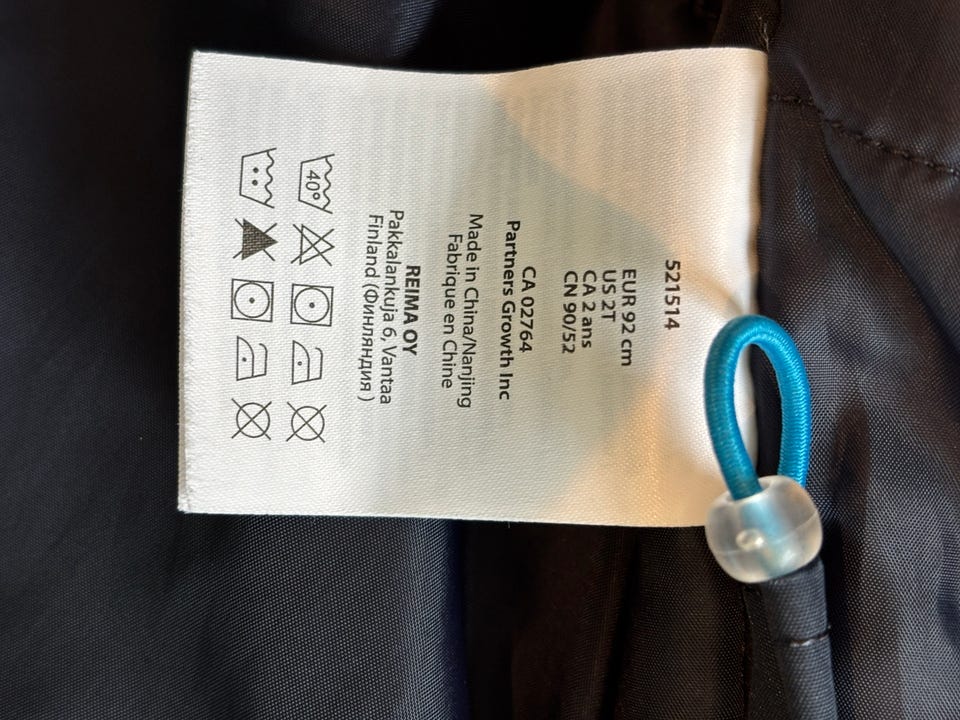 521514
EUR 92 cm
US 2T
CA 2 ans
CN 90/52
CA 02764
Partners Growth Inc
Made in China/Nanjing
Fabrique en Chine
REIMA OY
Pakkalankuja 6, Vantaa
Finland (Финляндия)
40°